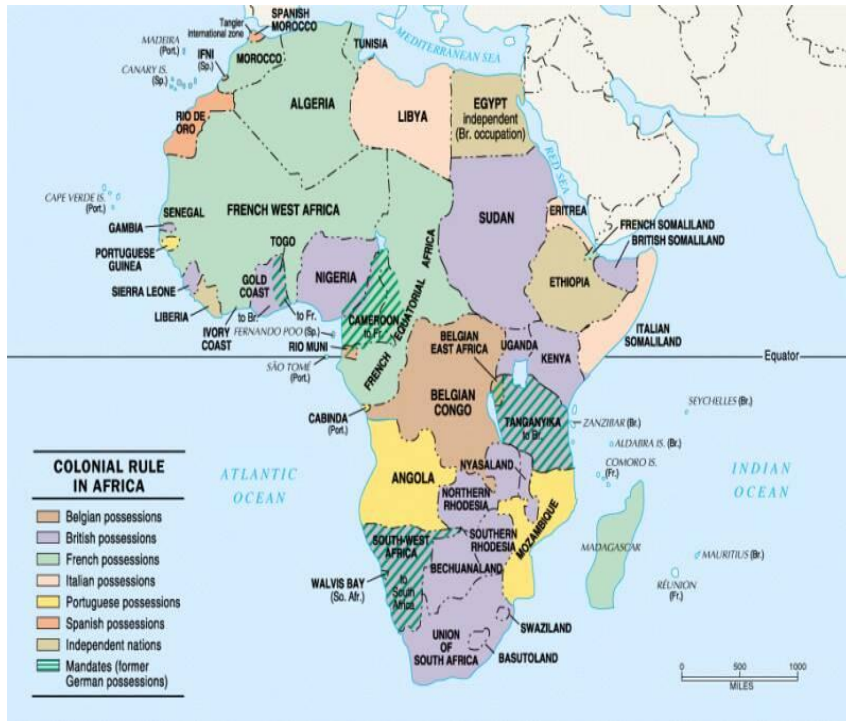 SPANISH
MOROCCO
Tangier
international zone
MADEIRA
(Port.)
IFNI
(Sp.)
MOROCCO
TUNISIA
MEDITERRANEAN SEA
CANARY IS.
(Sp.)
ALGERIA
LIBYA
EGYPT
independent
(Br. occupation)
RIO DE
ORO
RED SEA
CAPE VERDE IS.
(Port.)
SENEGAL
FRENCH WEST AFRICA
SUDAN
ERITREA
FRENCH SOMALILAND
BRITISH SOMALILAND
GAMBIA
PORTUGUESE
GUINEA
TOGO
NIGERIA
GOLD
COAST
SIERRA LEONE
LIBERIA
to Br.
to Fr.
IVORY
COAST
FERNANDO POO (Sp.)
CAMEROON
to Fr.
FRENCH EQUATORIAL AFRICA
ETHIOPIA
ITALIAN
SOMALILAND
RIO MUNI
BELGIAN
EAST AFRICA
UGANDA
KENYA
Equator
SÃO TOMÉ
(Port.)
BELGIAN
CONGO
CABINDA
(Port.)
TANGANYIKA
to Br.
SEYCHELLES (Br.)
ZANZIBAR (Br.)
ALDABIRA IS. (Br.)
COMORO IS.
(Fr.)
ATLANTIC
OCEAN
INDIAN
OCEAN
ANGOLA
NYASALAND
NORTHERN
RHODESIA
SOUTHERN
RHODESIA
MOZAMBIQUE
MADAGASCAR
MAURITIUS (Br.)
RÉUNION
(Fr.)
SOUTH-WEST
AFRICA
to
South
Africa
WALVIS BAY
(So. Afr.)
BECHUANALAND
SWAZILAND
BASUTOLAND
UNION
OF
SOUTH AFRICA
COLONIAL RULE
IN AFRICA
Belgian possessions
British possessions
French possessions
Italian possessions
Portuguese possessions
Spanish possessions
Independent nations
Mandates (former
German possessions)
0 500 1000
MILES